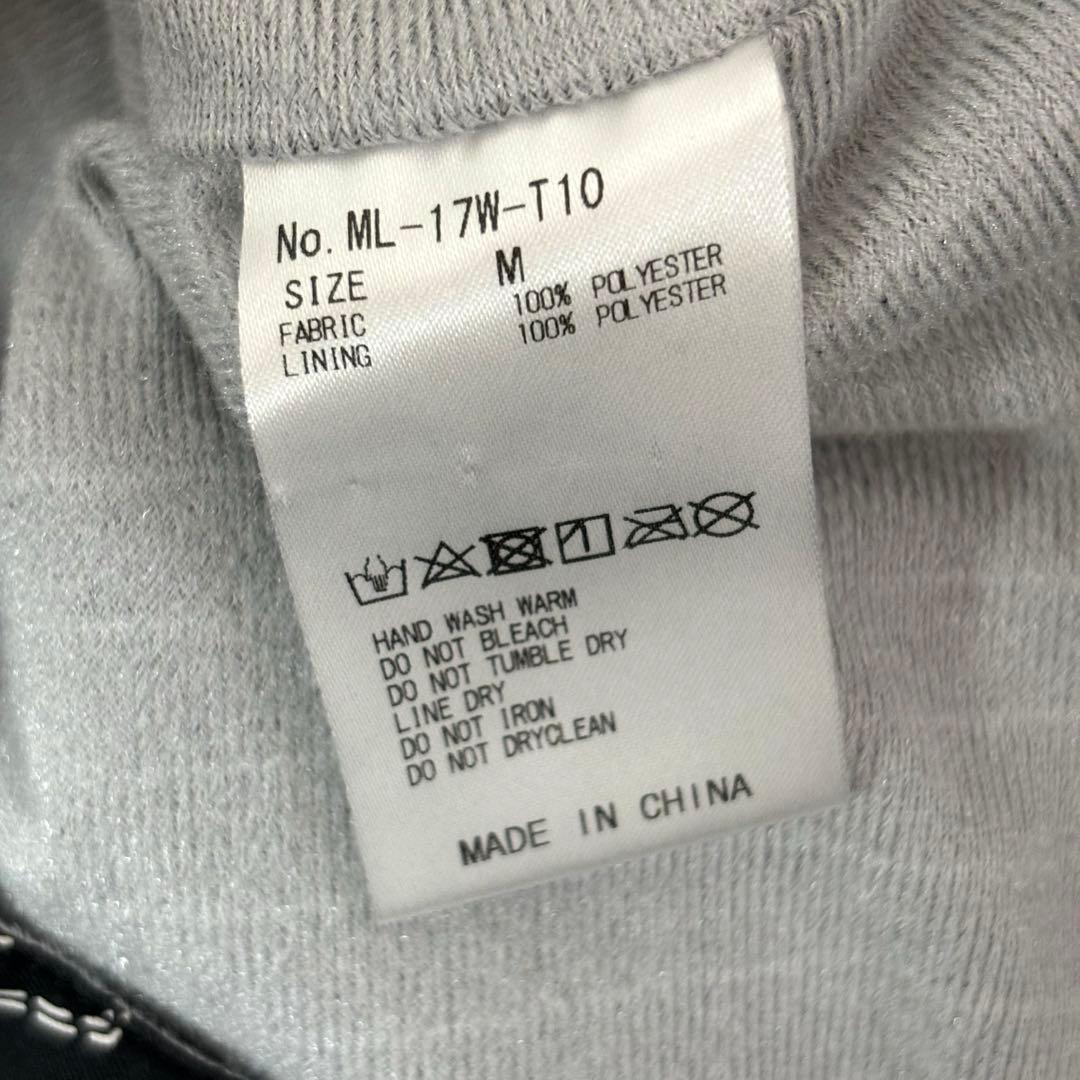 No. ML-17W-T10
SIZE M
FABRIC 100% POLYESTER
LINING 100% POLYESTER
HAND WASH WARM
DO NOT BLEACH
DO NOT TUMBLE DRY
LINE DRY
DO NOT IRON
DO NOT DRYCLEAN
MADE IN CHINA